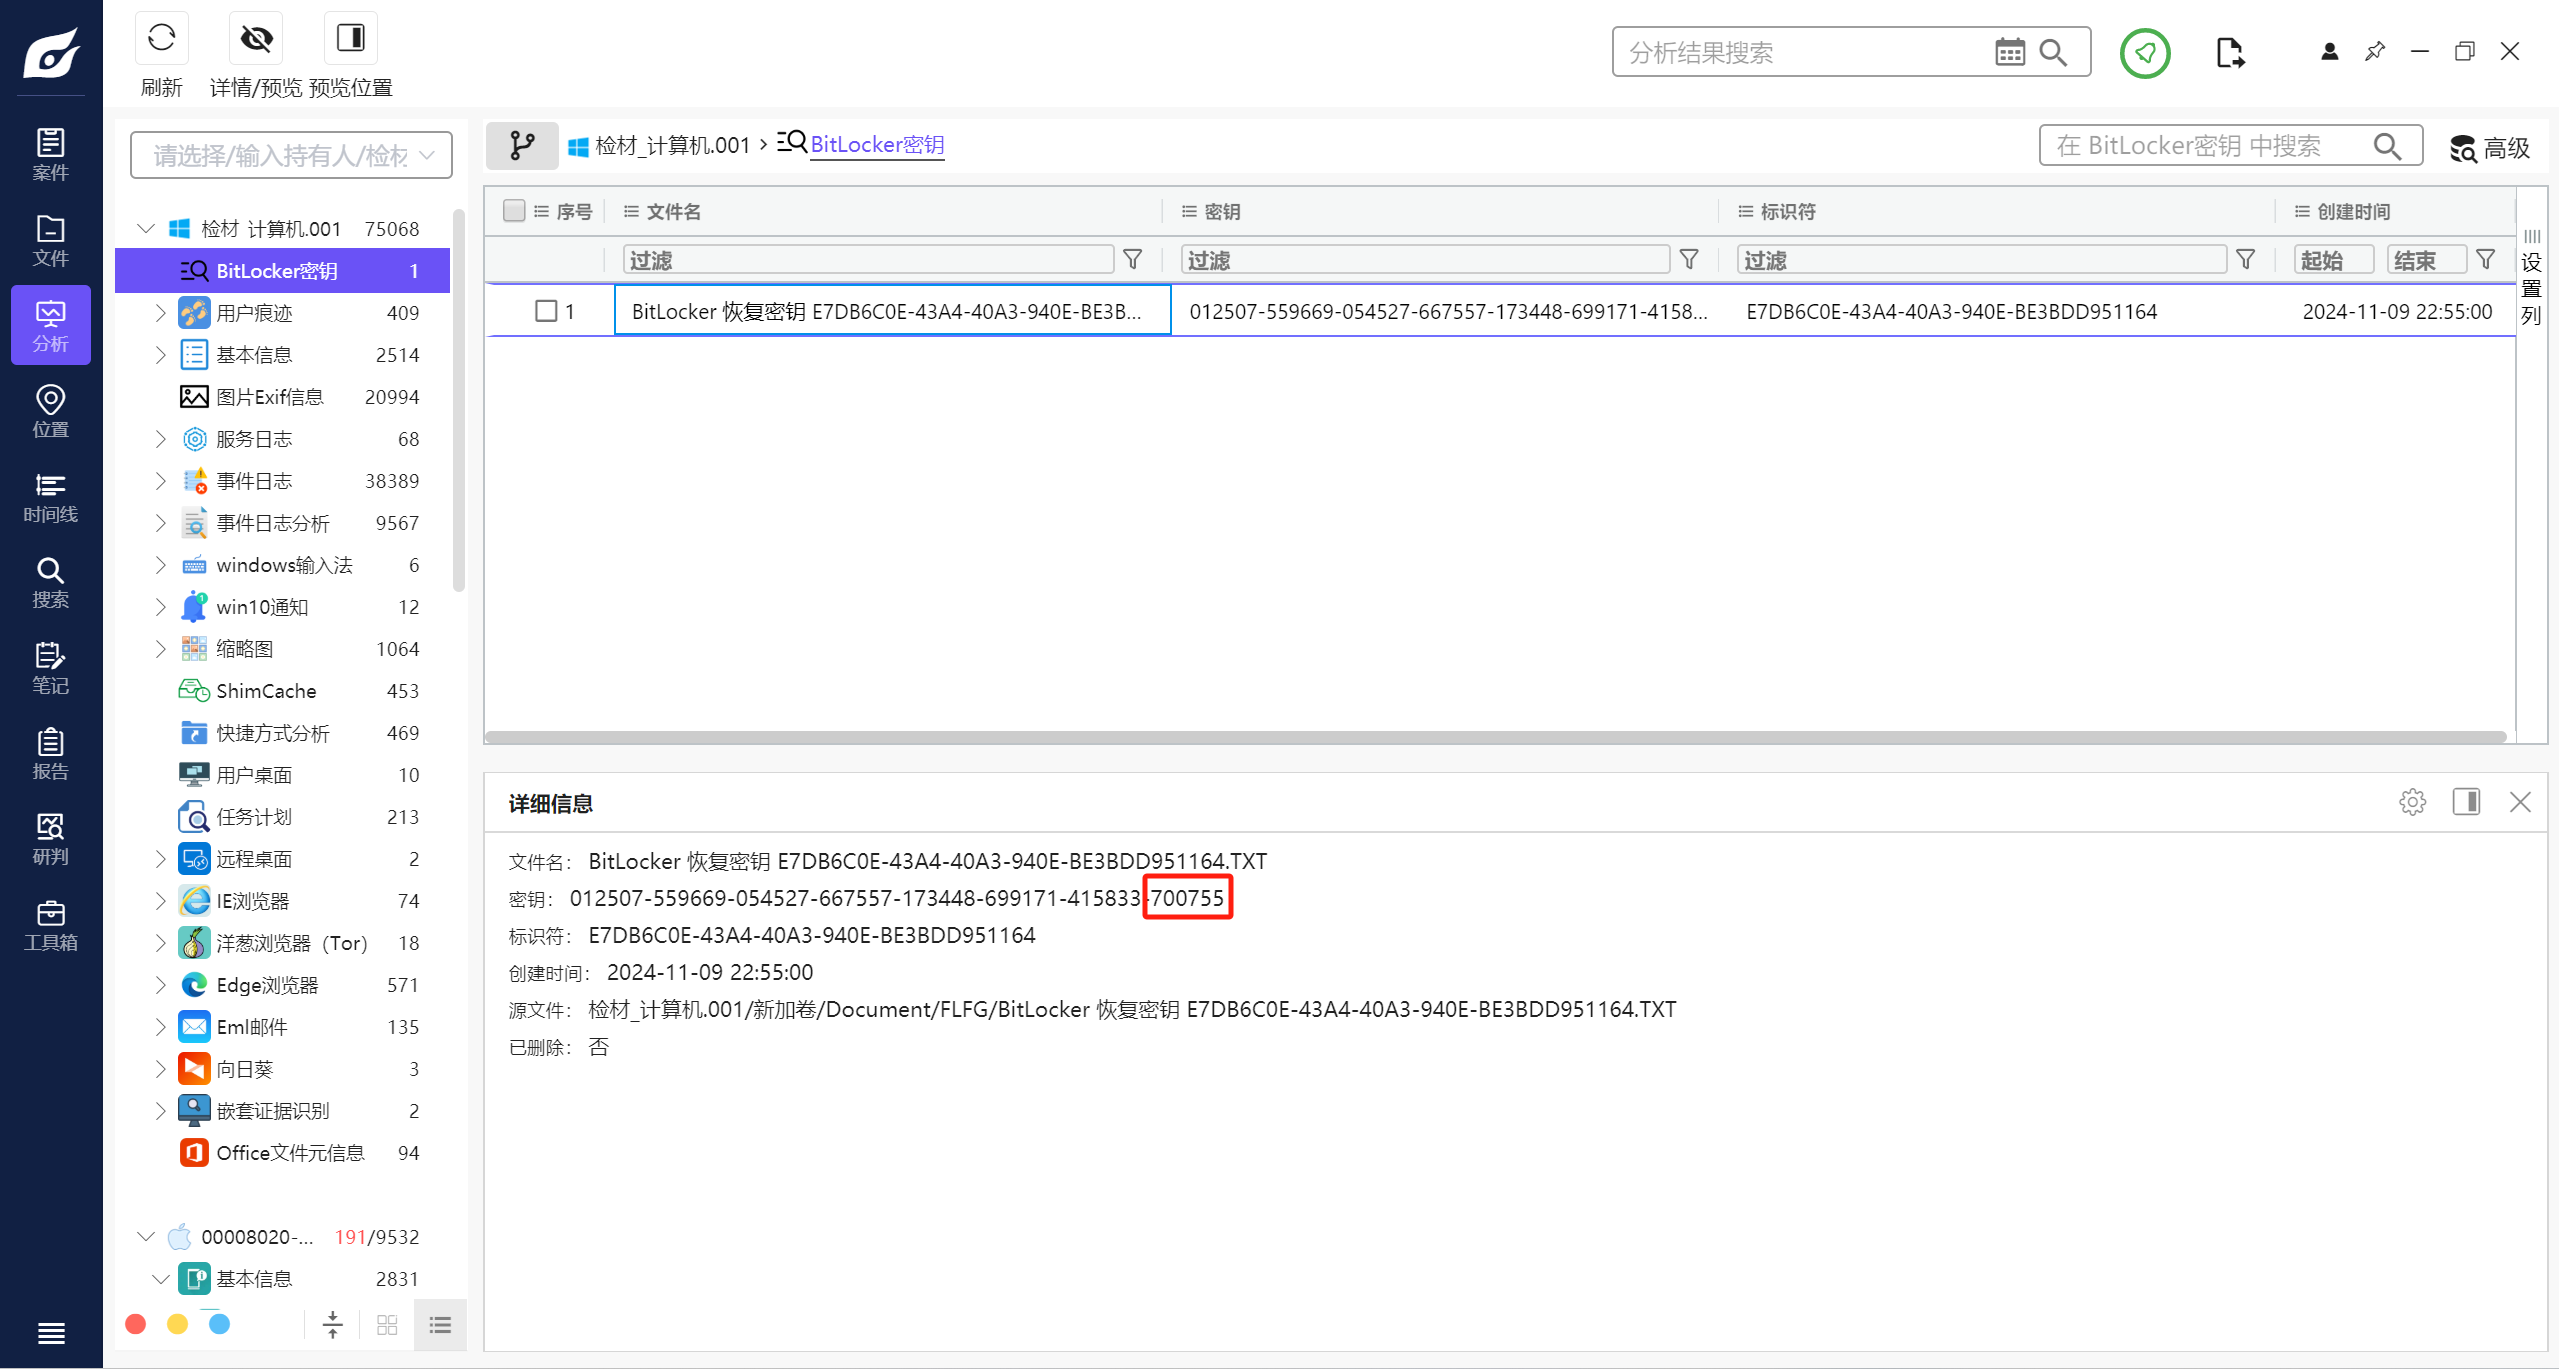 刷新
详情/预览
预览位置
分析结果搜索
案件
文件
分析
位置
时间线
搜索
笔记
报告
研判
工具箱
请选择/输入持有人/检材
检材_计算机.001 75068
BitLocker密钥 1
用户痕迹 409
基本信息 2514
图片Exif信息 20994
服务日志 68
事件日志 38389
事件日志分析 9567
windows输入法 6
win10通知 12
缩略图 1064
ShimCache 453
快捷方式分析 469
用户桌面 10
任务计划 213
远程桌面 2
IE浏览器 74
洋葱浏览器（Tor） 18
Edge浏览器 571
Eml邮件 135
向日葵 3
嵌套证据识别 2
Office文件元信息 94
00008020-... 191/9532
基本信息 2831
检材_计算机.001 › BitLocker密钥
在 BitLocker密钥 中搜索
高级
序号 文件名 密钥 标识符 创建时间
过滤 过滤 过滤 起始 结束
设置列
1 BitLocker 恢复密钥 E7DB6C0E-43A4-40A3-940E-BE3B... 012507-559669-054527-667557-173448-699171-4158... E7DB6C0E-43A4-40A3-940E-BE3BDD951164 2024-11-09 22:55:00
详细信息
文件名： BitLocker 恢复密钥 E7DB6C0E-43A4-40A3-940E-BE3BDD951164.TXT
密钥： 012507-559669-054527-667557-173448-699171-415833-700755
标识符： E7DB6C0E-43A4-40A3-940E-BE3BDD951164
创建时间： 2024-11-09 22:55:00
源文件： 检材_计算机.001/新加卷/Document/FLFG/BitLocker 恢复密钥 E7DB6C0E-43A4-40A3-940E-BE3BDD951164.TXT
已删除： 否